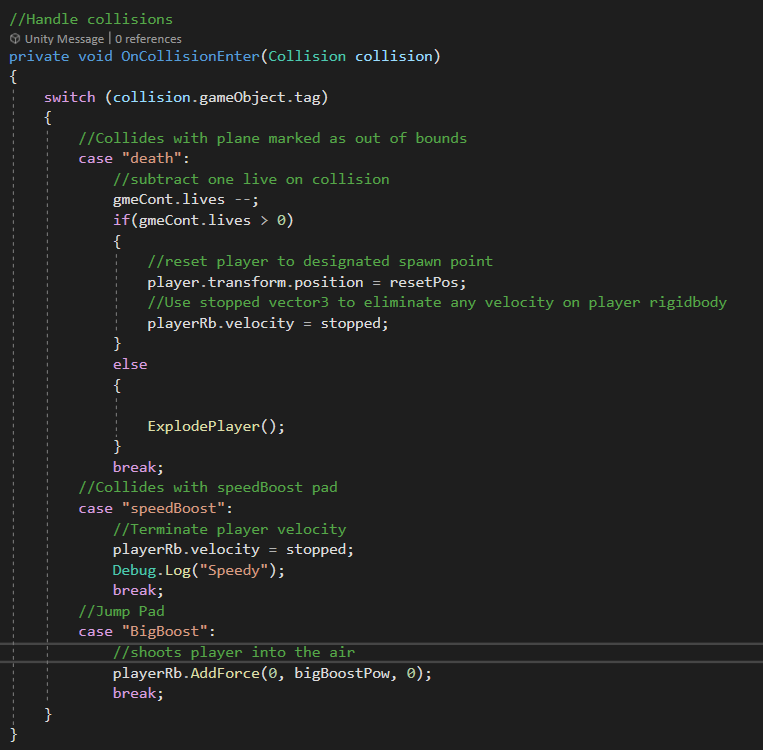 //Handle collisions
Unity Message | 0 references
private void OnCollisionEnter(Collision collision)
{
    switch (collision.gameObject.tag)
    {
        //Collides with plane marked as out of bounds
        case "death":
            //subtract one live on collision
            gmeCont.lives --;
            if(gmeCont.lives > 0)
            {
                //reset player to designated spawn point
                player.transform.position = resetPos;
                //Use stopped vector3 to eliminate any velocity on player rigidbody
                playerRb.velocity = stopped;
            }
            else
            {

                ExplodePlayer();
            }
            break;
        //Collides with speedBoost pad
        case "speedBoost":
            //Terminate player velocity
            playerRb.velocity = stopped;
            Debug.Log("Speedy");
            break;
        //Jump Pad
        case "BigBoost":
            //shoots player into the air
            playerRb.AddForce(0, bigBoostPow, 0);
            break;
    }
}